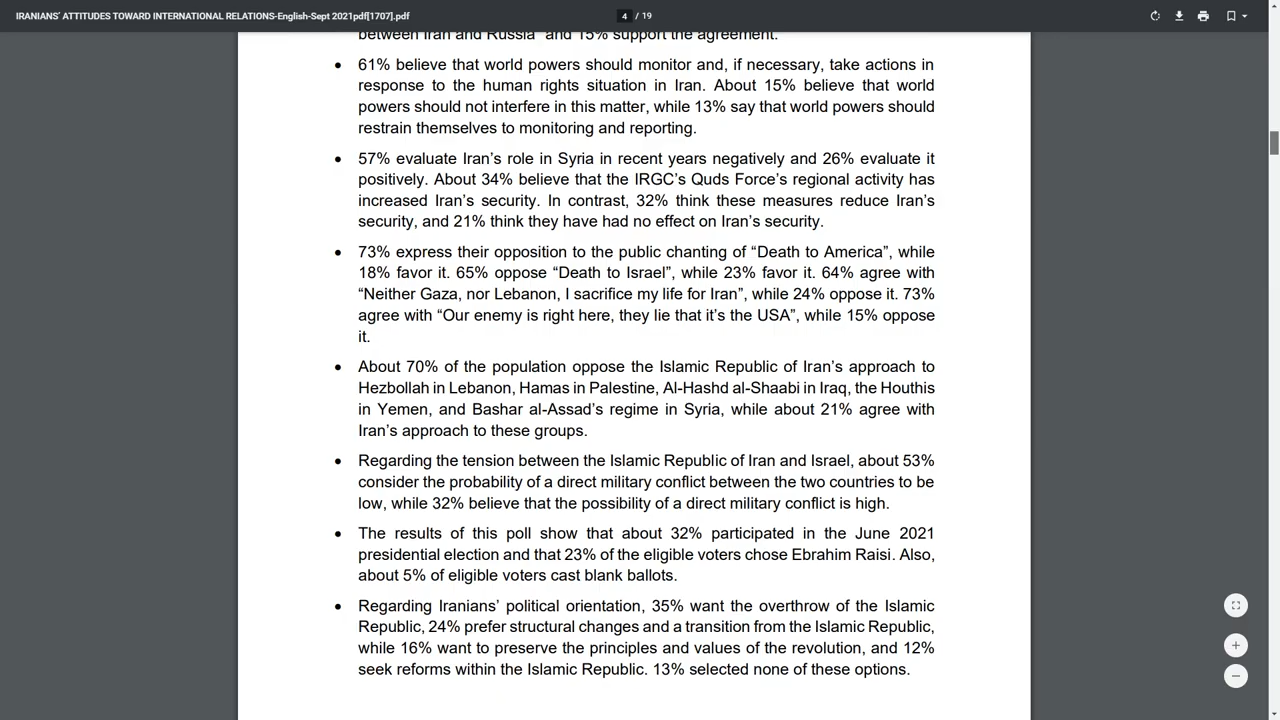 IRANIANS' ATTITUDES TOWARD INTERNATIONAL RELATIONS-English-Sept 2021pdf[1707].pdf
4 / 19
between Iran and Russia" and 15% support the agreement.
• 61% believe that world powers should monitor and, if necessary, take actions in
response to the human rights situation in Iran. About 15% believe that world
powers should not interfere in this matter, while 13% say that world powers should
restrain themselves to monitoring and reporting.
• 57% evaluate Iran's role in Syria in recent years negatively and 26% evaluate it
positively. About 34% believe that the IRGC's Quds Force's regional activity has
increased Iran's security. In contrast, 32% think these measures reduce Iran's
security, and 21% think they have had no effect on Iran's security.
• 73% express their opposition to the public chanting of “Death to America”, while
18% favor it. 65% oppose “Death to Israel”, while 23% favor it. 64% agree with
“Neither Gaza, nor Lebanon, I sacrifice my life for Iran”, while 24% oppose it. 73%
agree with “Our enemy is right here, they lie that it’s the USA”, while 15% oppose
it.
• About 70% of the population oppose the Islamic Republic of Iran’s approach to
Hezbollah in Lebanon, Hamas in Palestine, Al-Hashd al-Shaabi in Iraq, the Houthis
in Yemen, and Bashar al-Assad’s regime in Syria, while about 21% agree with
Iran’s approach to these groups.
• Regarding the tension between the Islamic Republic of Iran and Israel, about 53%
consider the probability of a direct military conflict between the two countries to be
low, while 32% believe that the possibility of a direct military conflict is high.
• The results of this poll show that about 32% participated in the June 2021
presidential election and that 23% of the eligible voters chose Ebrahim Raisi. Also,
about 5% of eligible voters cast blank ballots.
• Regarding Iranians’ political orientation, 35% want the overthrow of the Islamic
Republic, 24% prefer structural changes and a transition from the Islamic Republic,
while 16% want to preserve the principles and values of the revolution, and 12%
seek reforms within the Islamic Republic. 13% selected none of these options.